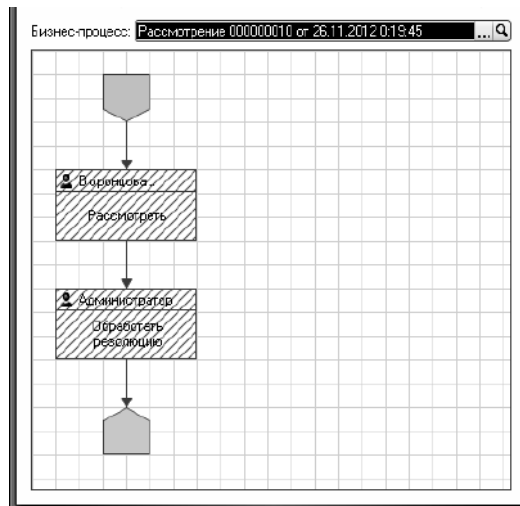 Бизнес-процесс: Рассмотрение 000000010 от 26.11.2012 0:19:45 ...
Воронцова...
Рассмотреть
Администратор
Обработать
резолюцию